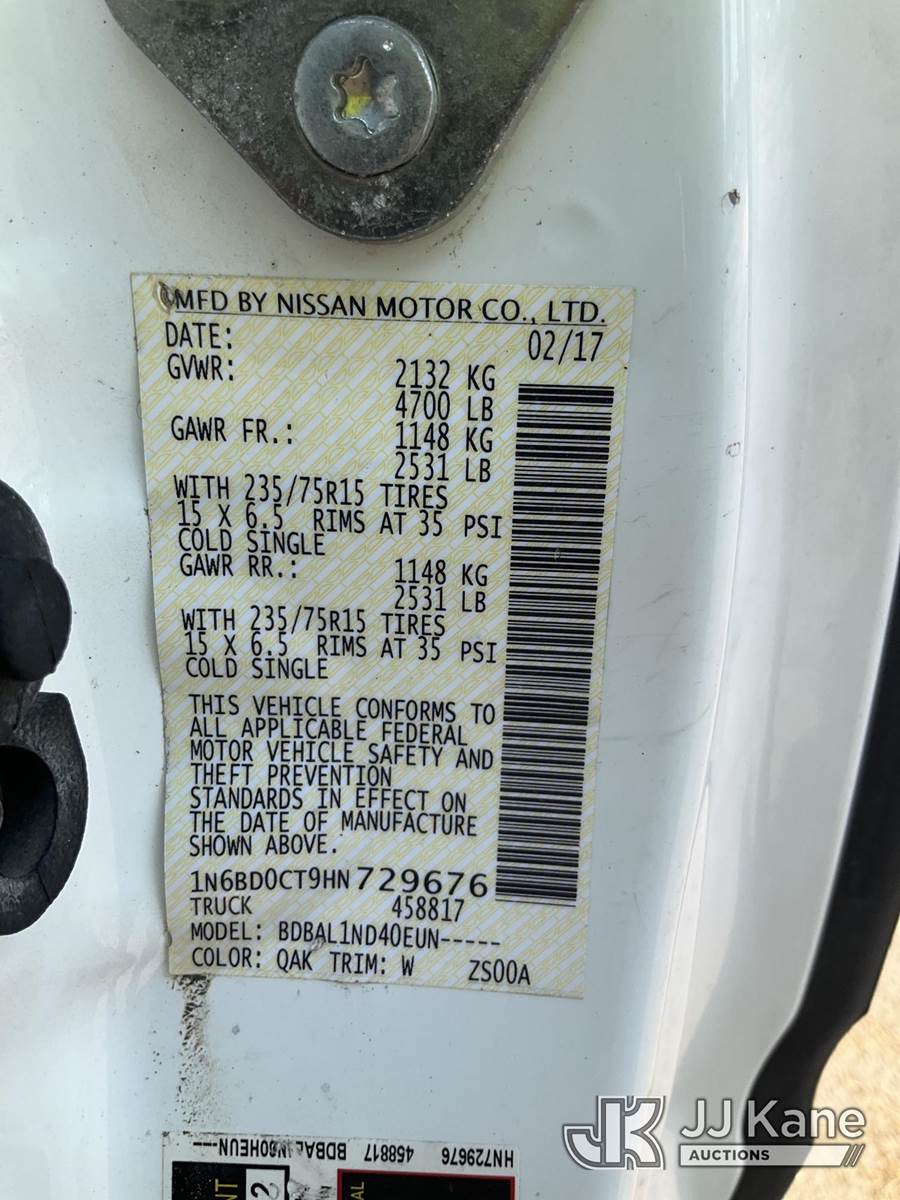 MFD BY NISSAN MOTOR CO., LTD.
DATE: 02/17
GVWR: 2132 KG
4700 LB
GAWR FR.: 1148 KG
2531 LB
WITH 235/75R15 TIRES
15 X 6.5 RIMS AT 35 PSI
COLD SINGLE
GAWR RR.: 1148 KG
2531 LB
WITH 235/75R15 TIRES
15 X 6.5 RIMS AT 35 PSI
COLD SINGLE
THIS VEHICLE CONFORMS TO
ALL APPLICABLE FEDERAL
MOTOR VEHICLE SAFETY AND
THEFT PREVENTION
STANDARDS IN EFFECT ON
THE DATE OF MANUFACTURE
SHOWN ABOVE.
1N6BD0CT9HN729676
TRUCK 458817
MODEL: BDBAL1ND40EUN-----
COLOR: QAK TRIM: W ZS00A
HN729676 458817
JK JJ Kane
AUCTIONS